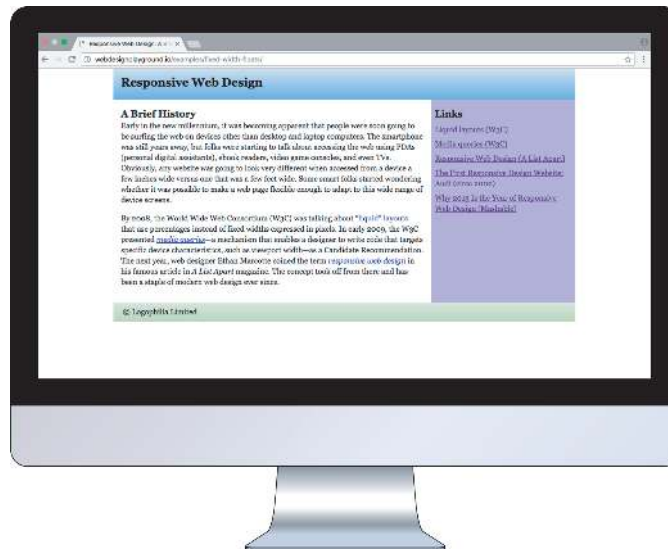 Responsive Web Design: A
webdesignplayground.io/examples/fixed-width-floats/
Responsive Web Design
A Brief History
Early in the new millennium, it was becoming apparent that people were soon going to
be surfing the web on devices other than desktop and laptop computers. The smartphone
was still years away, but folks were starting to talk about accessing the web using PDAs
(personal digital assistants), ebook readers, video game consoles, and even TVs.
Obviously, any website was going to look very different when accessed from a device a
few inches wide versus one that was a few feet wide. Some smart folks started wondering
whether it was possible to make a web page flexible enough to adapt to this wide range of
device screens.
By 2008, the World Wide Web Consortium (W3C) was talking about "liquid" layouts
that use percentages instead of fixed widths expressed in pixels. In early 2009, the W3C
presented media queries—a mechanism that enables a designer to write code that targets
specific device characteristics, such as viewport width—as a Candidate Recommendation.
The next year, web designer Ethan Marcotte coined the term responsive web design in
his famous article in A List Apart magazine. The concept took off from there and has
been a staple of modern web design ever since.
Links
Liquid layouts (W3C)
Media queries (W3C)
Responsive Web Design (A List Apart)
The First Responsive Design Website:
Audi (circa 2002)
Why 2013 Is the Year of Responsive
Web Design (Mashable)
© Logophilia Limited